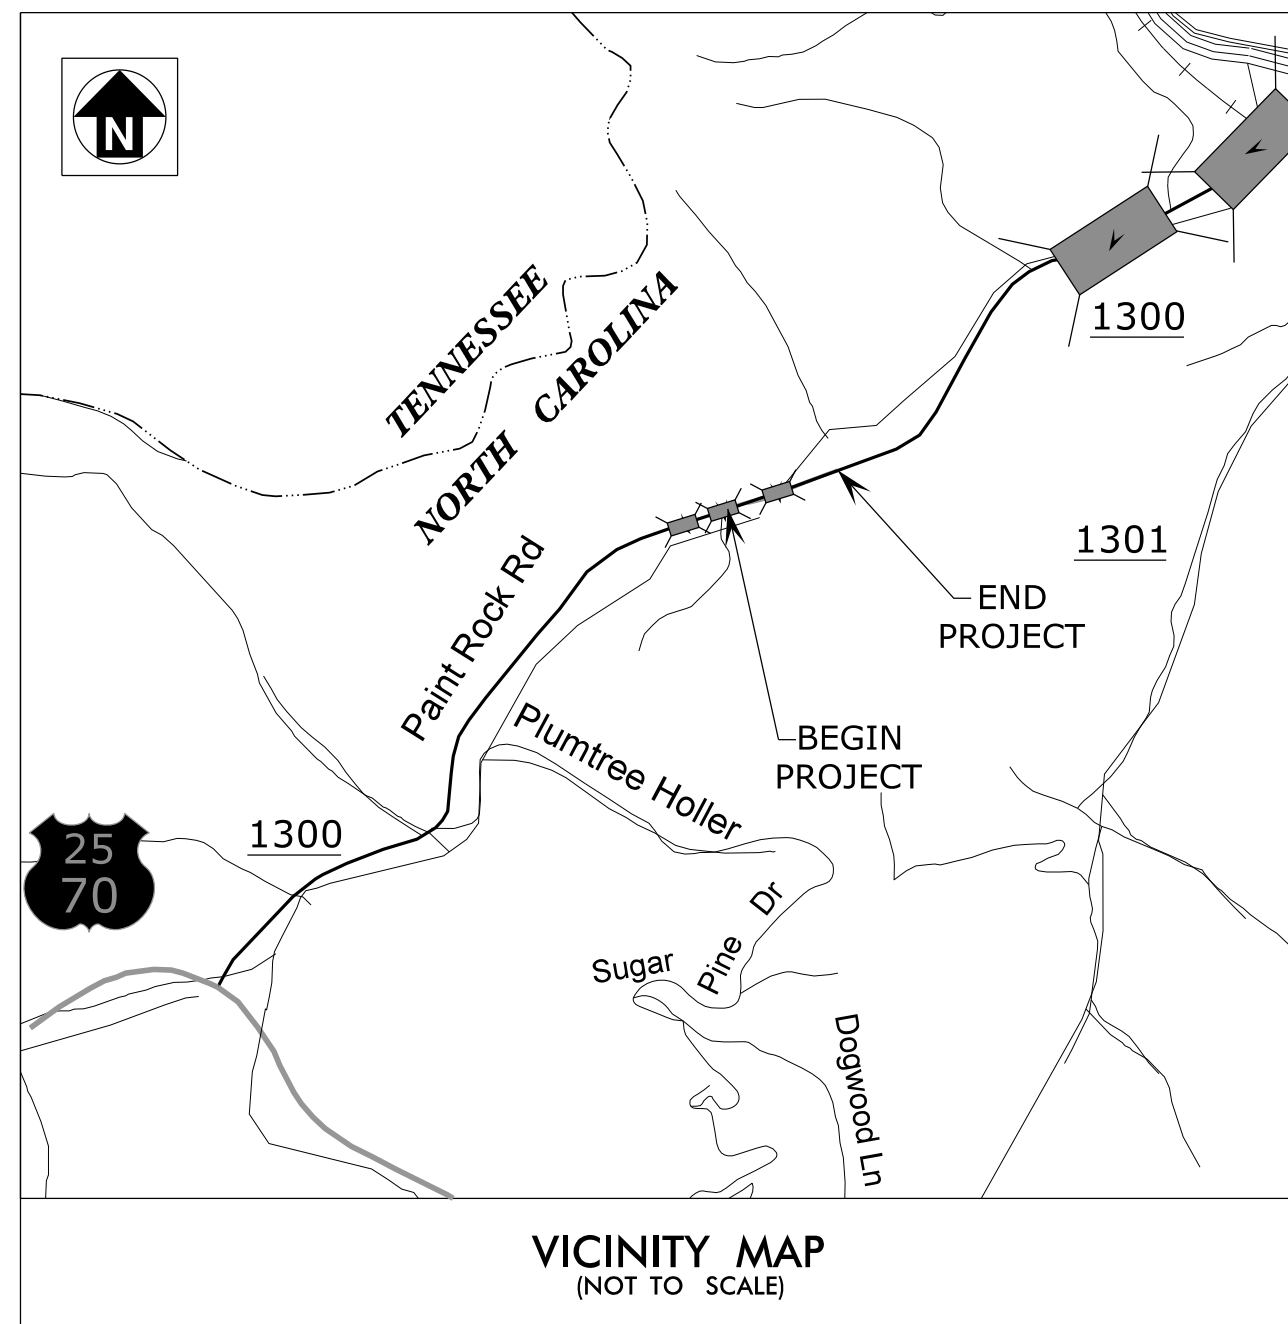 N
TENNESSEE
NORTH CAROLINA
1300
1301
END
PROJECT
Paint Rock Rd
BEGIN
PROJECT
Plumtree Holler
1300
25
70
Sugar Pine Dr
Dogwood Ln
VICINITY MAP
(NOT TO SCALE)